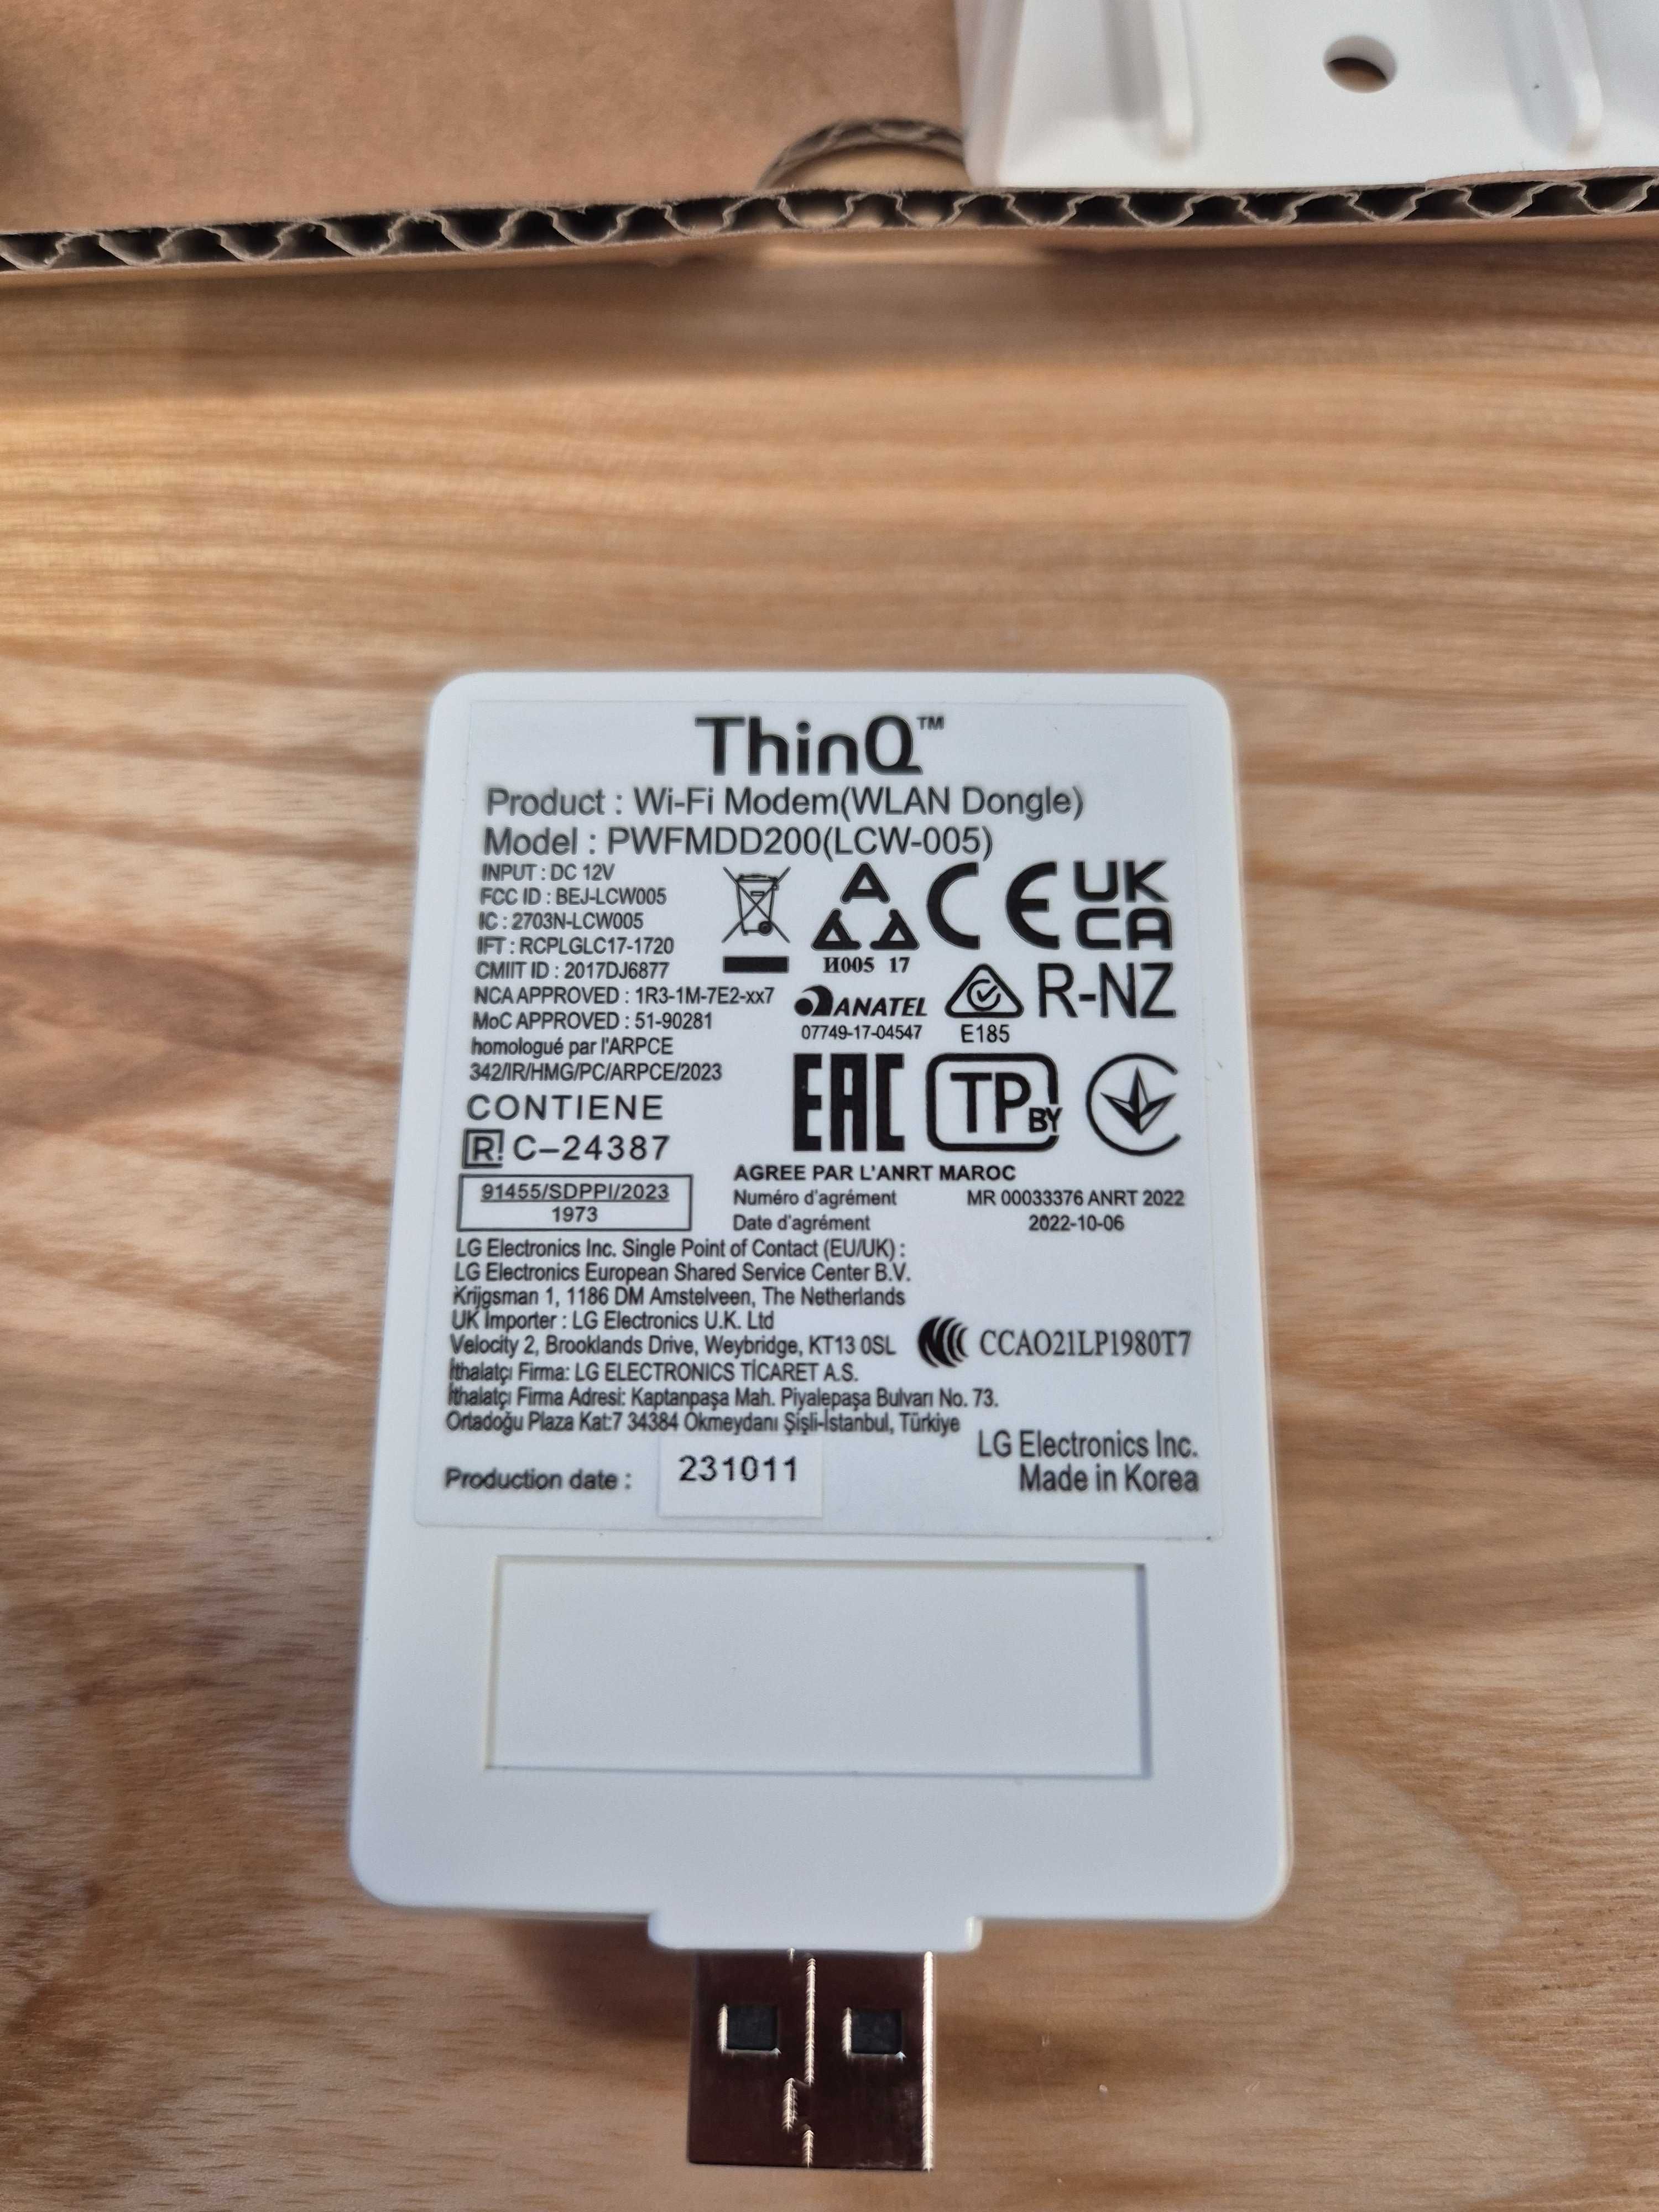 ThinQ™
Product : Wi-Fi Modem(WLAN Dongle)
Model : PWFMDD200(LCW-005)
INPUT : DC 12V
FCC ID : BEJ-LCW005
IC : 2703N-LCW005
IFT : RCPLGLC17-1720
CMIIT ID : 2017DJ6877
NCA APPROVED : 1R3-1M-7E2-xx7
MoC APPROVED : 51-90281
homologué par l'ARPCE
342/IR/HMG/PC/ARPCE/2023
CONTIENE
R! C-24387
91455/SDPPI/2023
1973
И005 17
CE
UK
CA
ANATEL
07749-17-04547
E185
R-NZ
EAC
TP BY
AGREE PAR L'ANRT MAROC
Numéro d'agrément MR 00033376 ANRT 2022
Date d'agrément 2022-10-06
LG Electronics Inc. Single Point of Contact (EU/UK) :
LG Electronics European Shared Service Center B.V.
Krijgsman 1, 1186 DM Amstelveen, The Netherlands
UK Importer : LG Electronics U.K. Ltd
Velocity 2, Brooklands Drive, Weybridge, KT13 0SL
CCAO21LP1980T7
İthalatçı Firma: LG ELECTRONICS TİCARET A.S.
İthalatçı Firma Adresi: Kaptanpaşa Mah. Piyalepaşa Bulvarı No. 73.
Ortadoğu Plaza Kat:7 34384 Okmeydanı Şişli-İstanbul, Türkiye
LG Electronics Inc.
Made in Korea
Production date : 231011